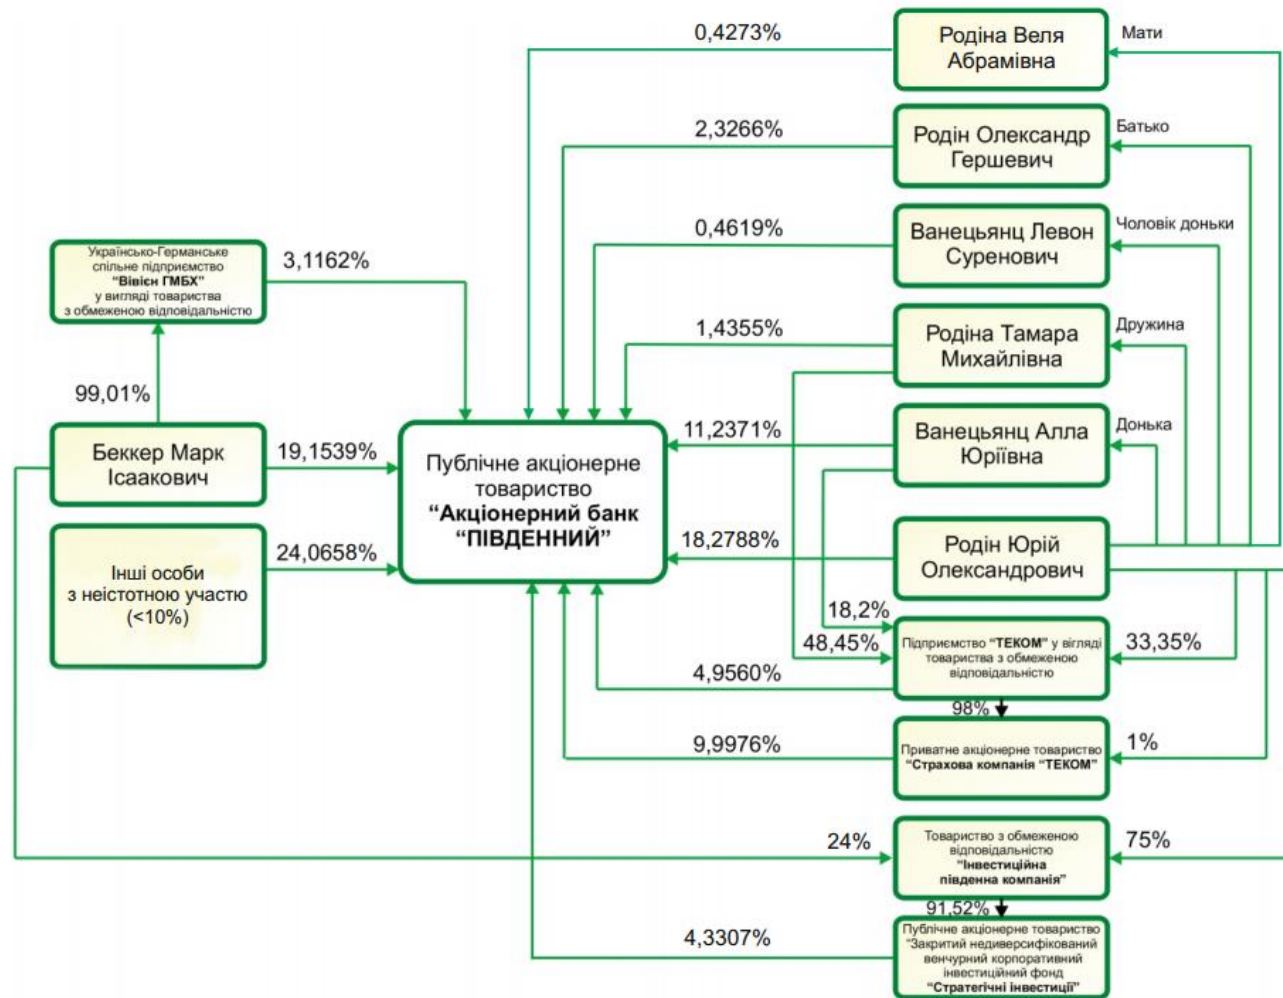 0,4273%
Родіна Веля
Абрамівна
Мати
2,3266%
Родін Олександр
Гершевич
Батько
0,4619%
Ванецьянц Левон
Суренович
Чоловік доньки
Українсько-Германське
спільне підприємство
“Вівієн ГМБХ”
у вигляді товариства
з обмеженою відповідальністю
3,1162%
1,4355%
Родіна Тамара
Михайлівна
Дружина
99,01%
11,2371%
Ванецьянц Алла
Юріївна
Донька
Беккер Марк
Ісаакович
19,1539%
Публічне акціонерне
товариство
“Акціонерний банк
“ПІВДЕННИЙ”
Інші особи
з неістотною участю
(<10%)
24,0658%
18,2788%
Родін Юрій
Олександрович
18,2%
48,45%
Підприємство “ТЕКОМ” у вигляді
товариства з обмеженою
відповідальністю
33,35%
4,9560%
98%
9,9976%
Приватне акціонерне товариство
“Страхова компанія “ТЕКОМ”
1%
24%
Товариство з обмеженою
відповідальністю
“Інвестиційна
південна компанія”
75%
91,52%
4,3307%
Публічне акціонерне товариство
“Закритий недиверсифікований
венчурний корпоративний
інвестиційний фонд
“Стратегічні інвестиції”